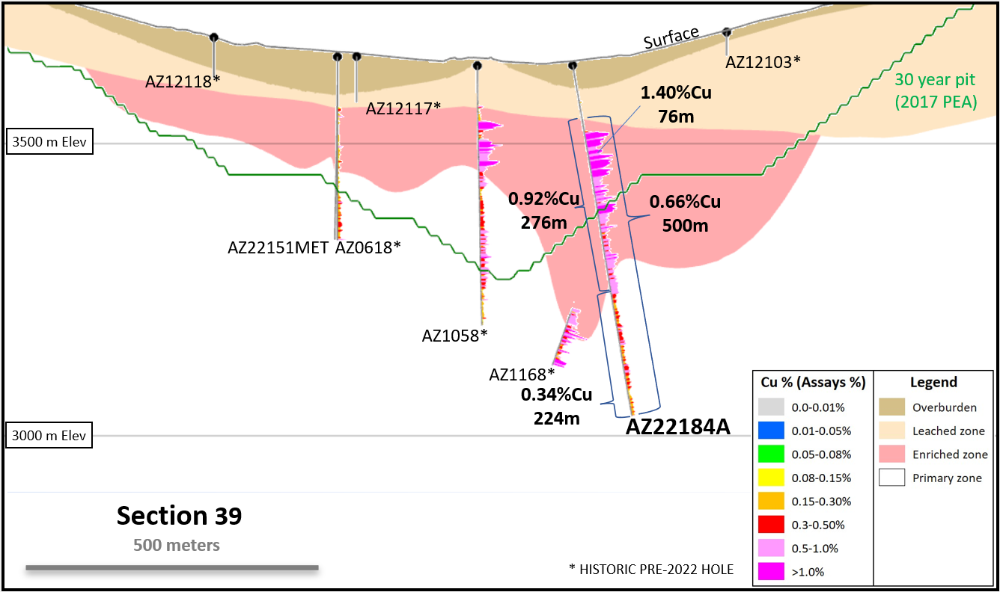 Surface
AZ12103*
AZ12118*
30 year pit
(2017 PEA)
1.40%Cu
76m
AZ12117*
3500 m Elev
0.92%Cu
276m
0.66%Cu
500m
AZ22151MET AZ0618*
AZ1058*
AZ1168*
0.34%Cu
224m
AZ22184A
3000 m Elev
Cu % (Assays %)
0.0-0.01%
0.01-0.05%
0.05-0.08%
0.08-0.15%
0.15-0.30%
0.3-0.50%
0.5-1.0%
>1.0%
Legend
Overburden
Leached zone
Enriched zone
Primary zone
Section 39
500 meters
* HISTORIC PRE-2022 HOLE